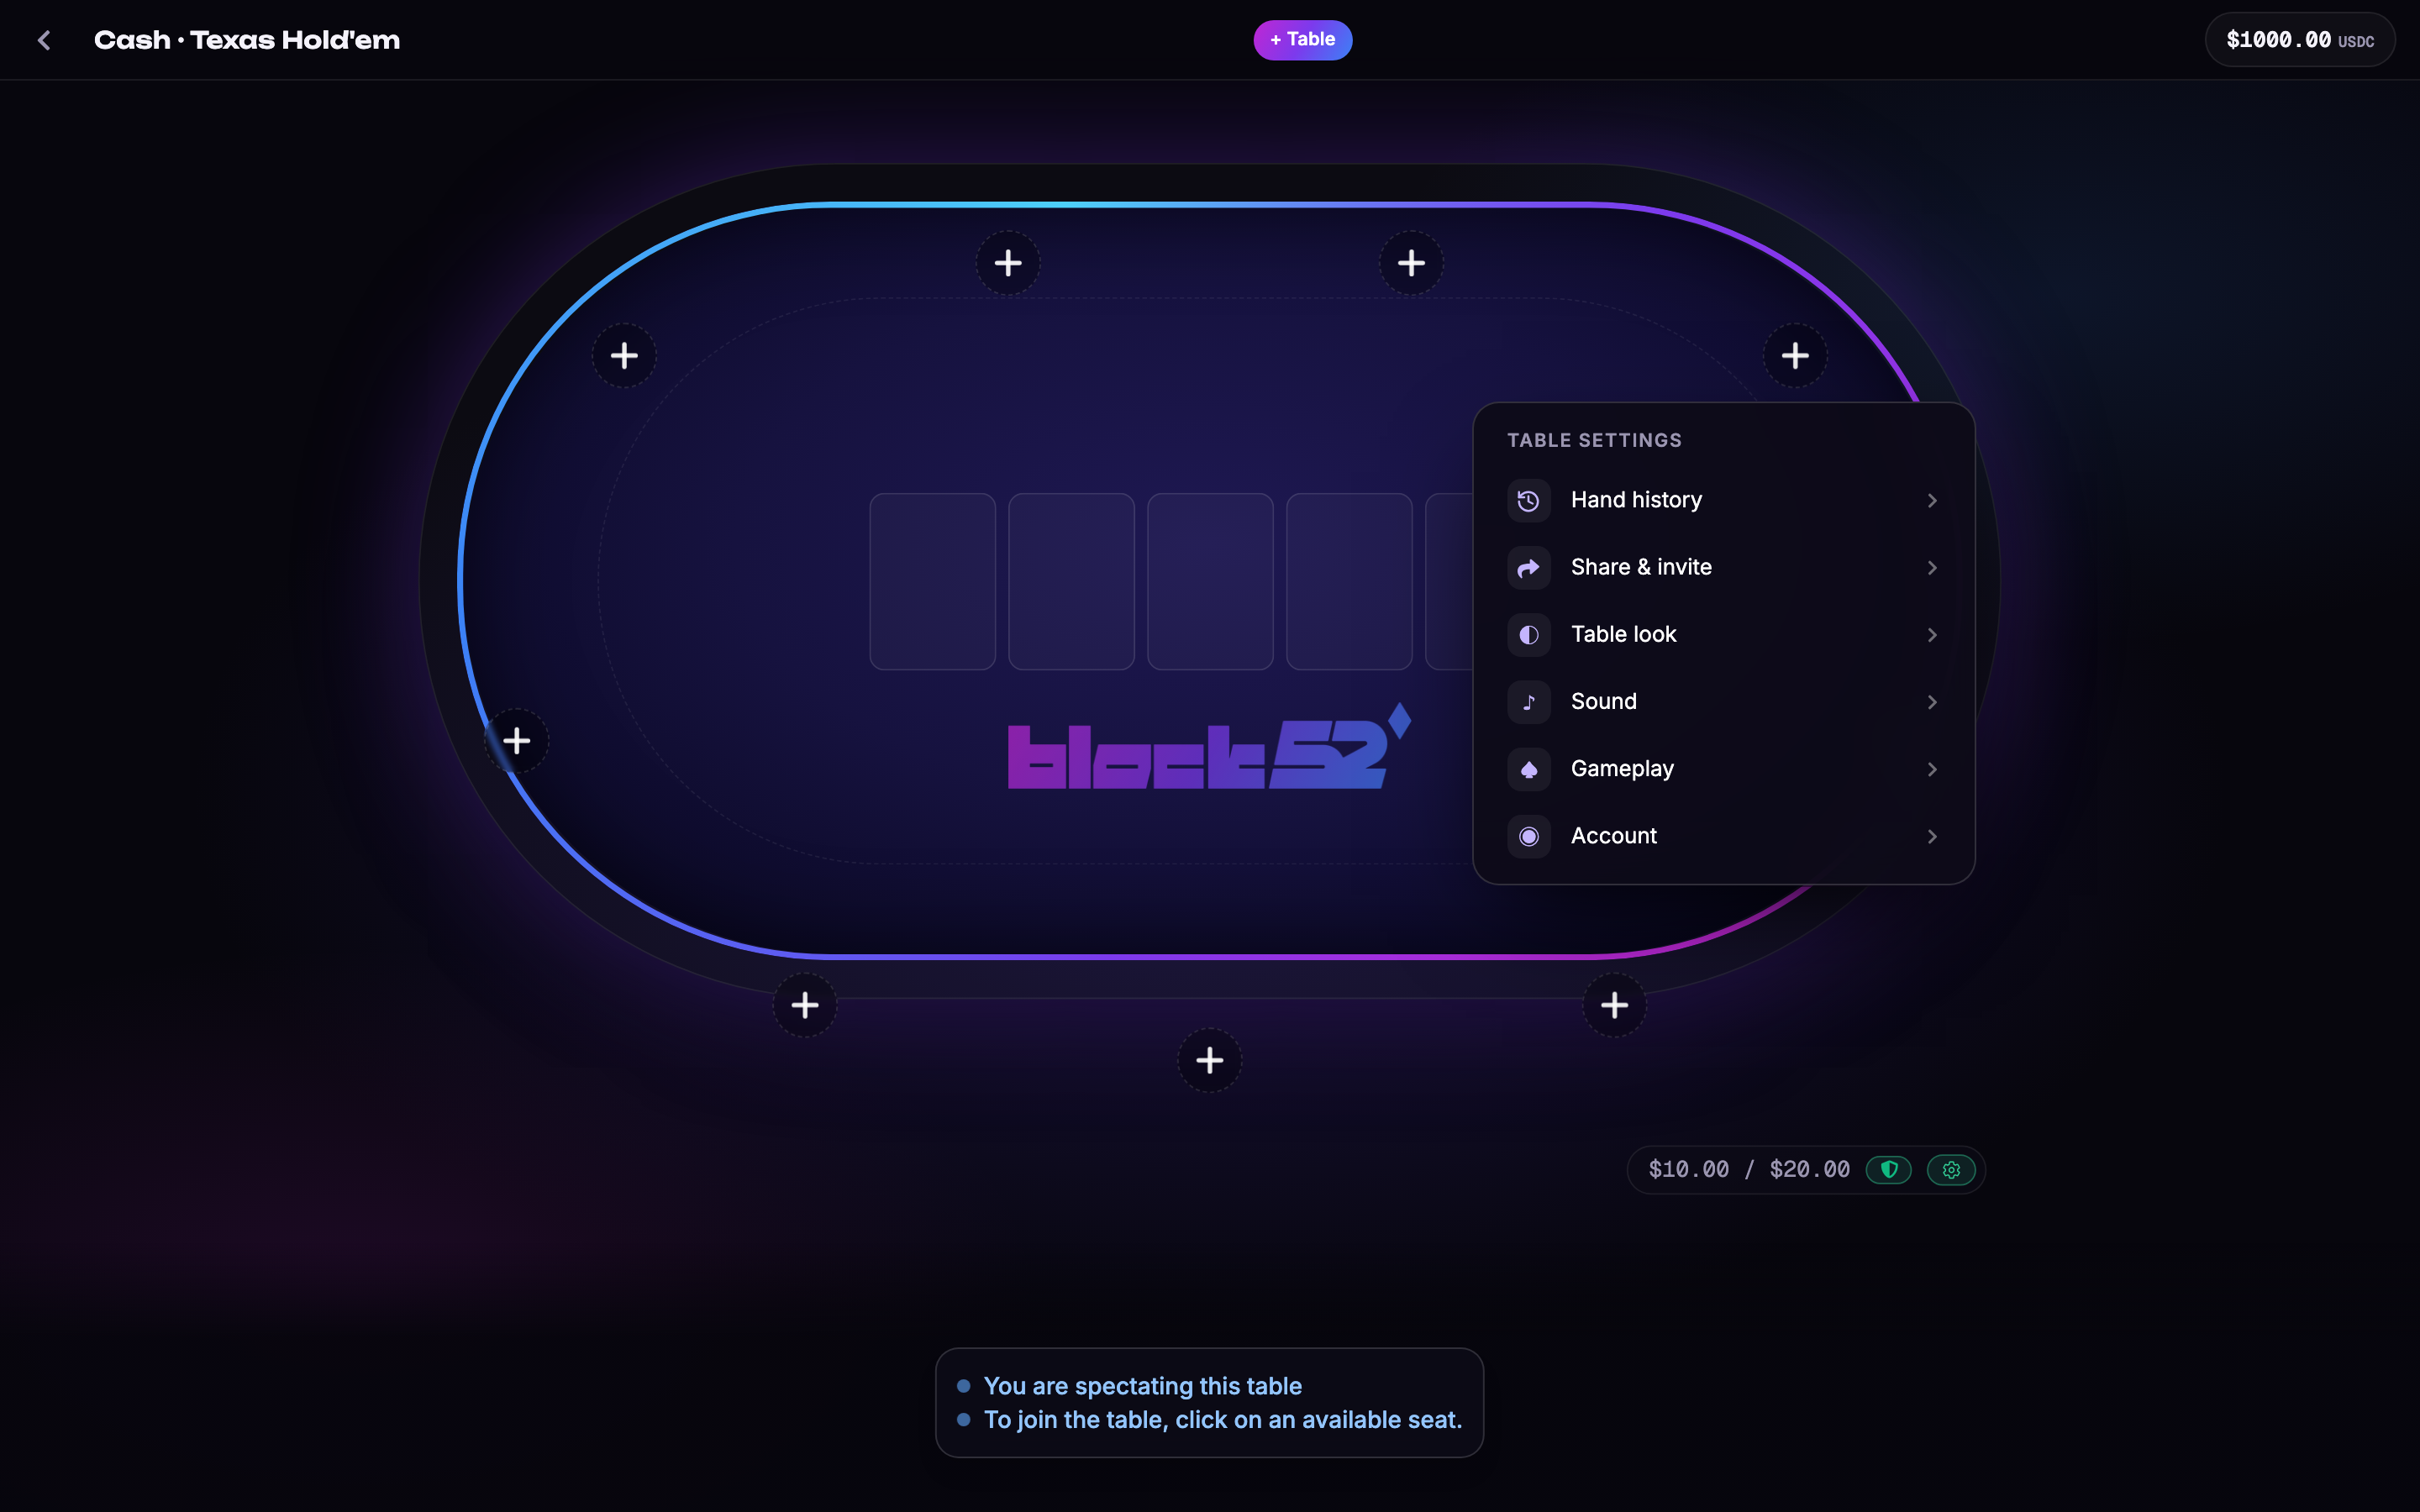 Cash · Texas Hold'em
+ Table
$1000.00 USDC
TABLE SETTINGS
Hand history
Share & invite
Table look
Sound
Gameplay
Account
block52
$10.00 / $20.00
You are spectating this table
To join the table, click on an available seat.